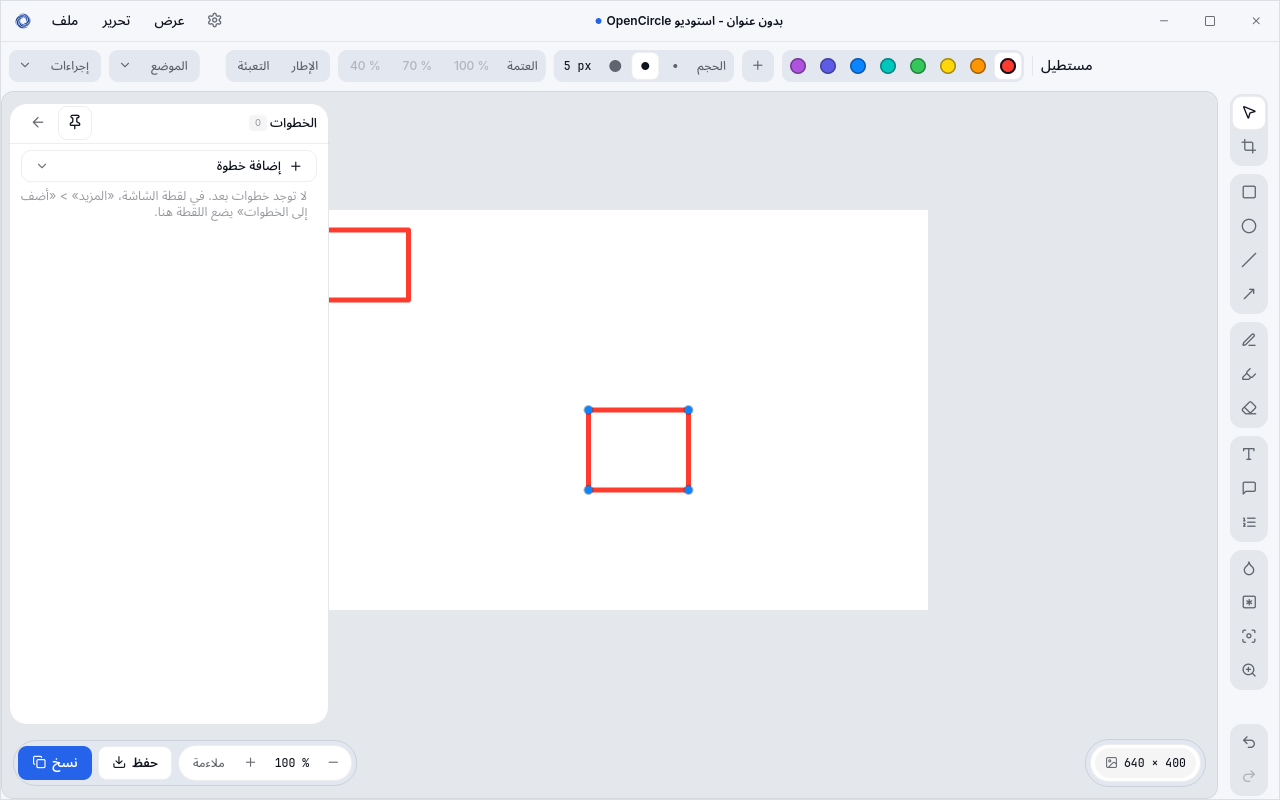 بدون عنوان - استوديو OpenCircle
ملف تحرير عرض
مستطيل
الحجم 5 px
العتمة 100 % 70 % 40 %
الإطار التعبئة
الموضع
إجراءات
الخطوات 0
إضافة خطوة
لا توجد خطوات بعد. في لقطة الشاشة، «المزيد» > «أضف
إلى الخطوات» يضع اللقطة هنا.
640 × 400
100 %
ملاءمة
حفظ
نسخ